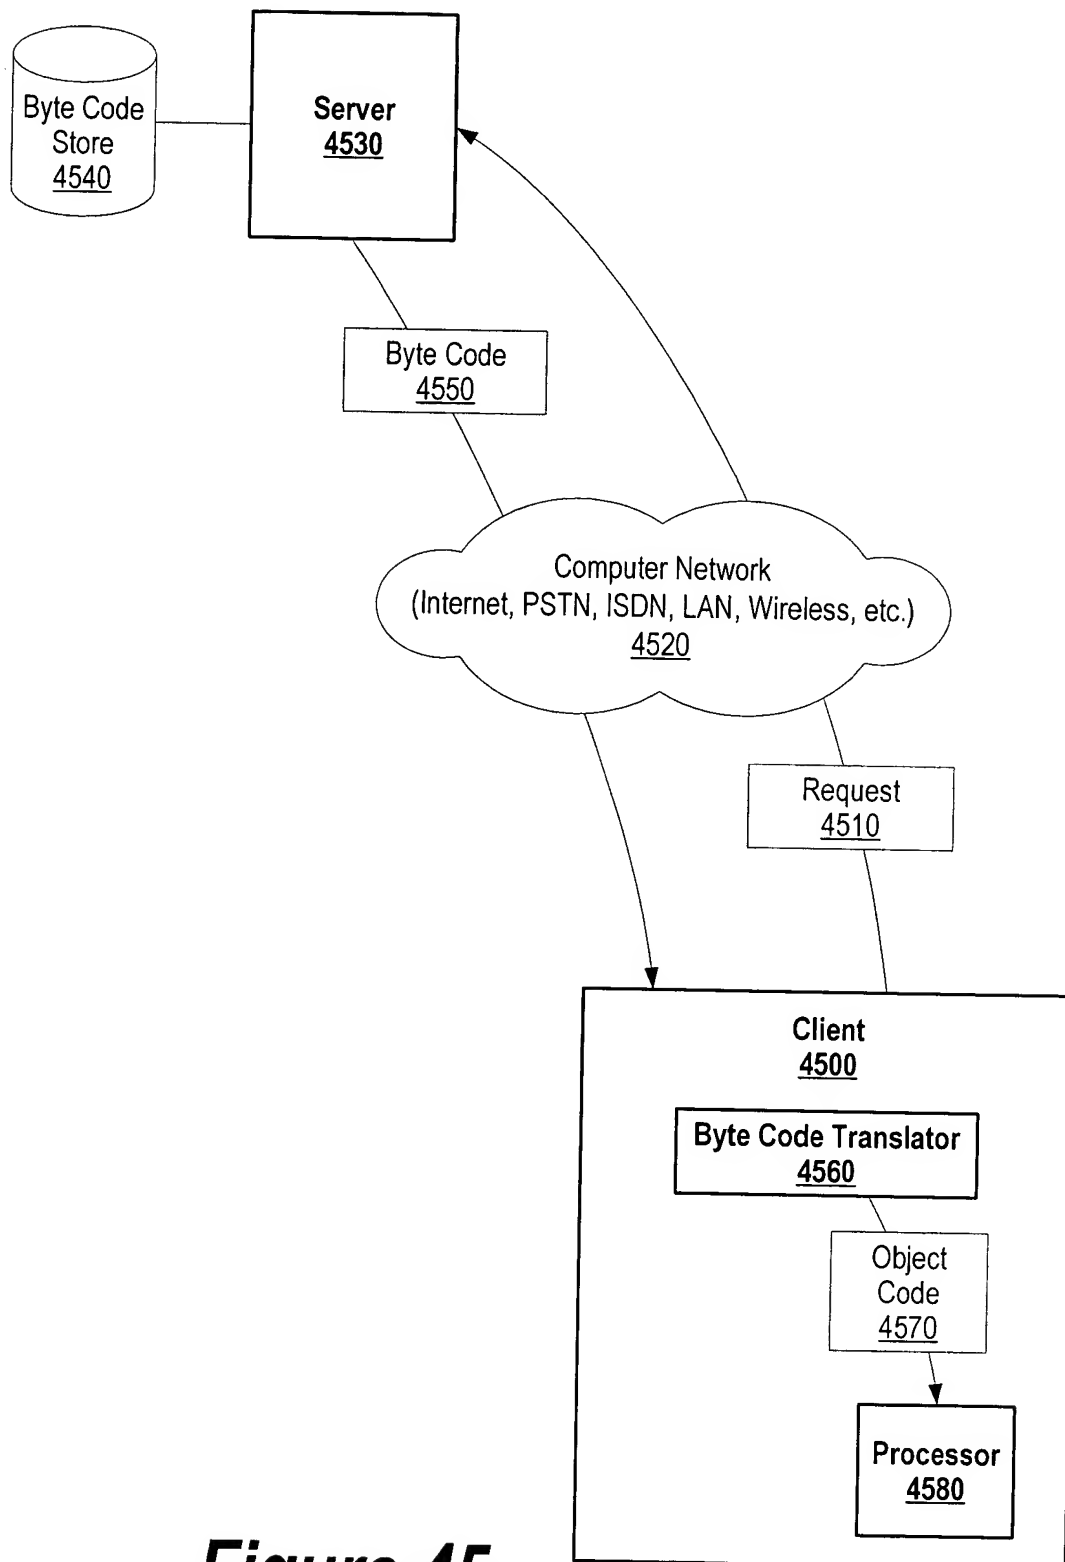 Byte Code
Store
4540
Server
4530
Byte Code
4550
Computer Network
(Internet, PSTN, ISDN, LAN, Wireless, etc.)
4520
Request
4510
Client
4500
Byte Code Translator
4560
Object
Code
4570
Processor
4580
Figure 45